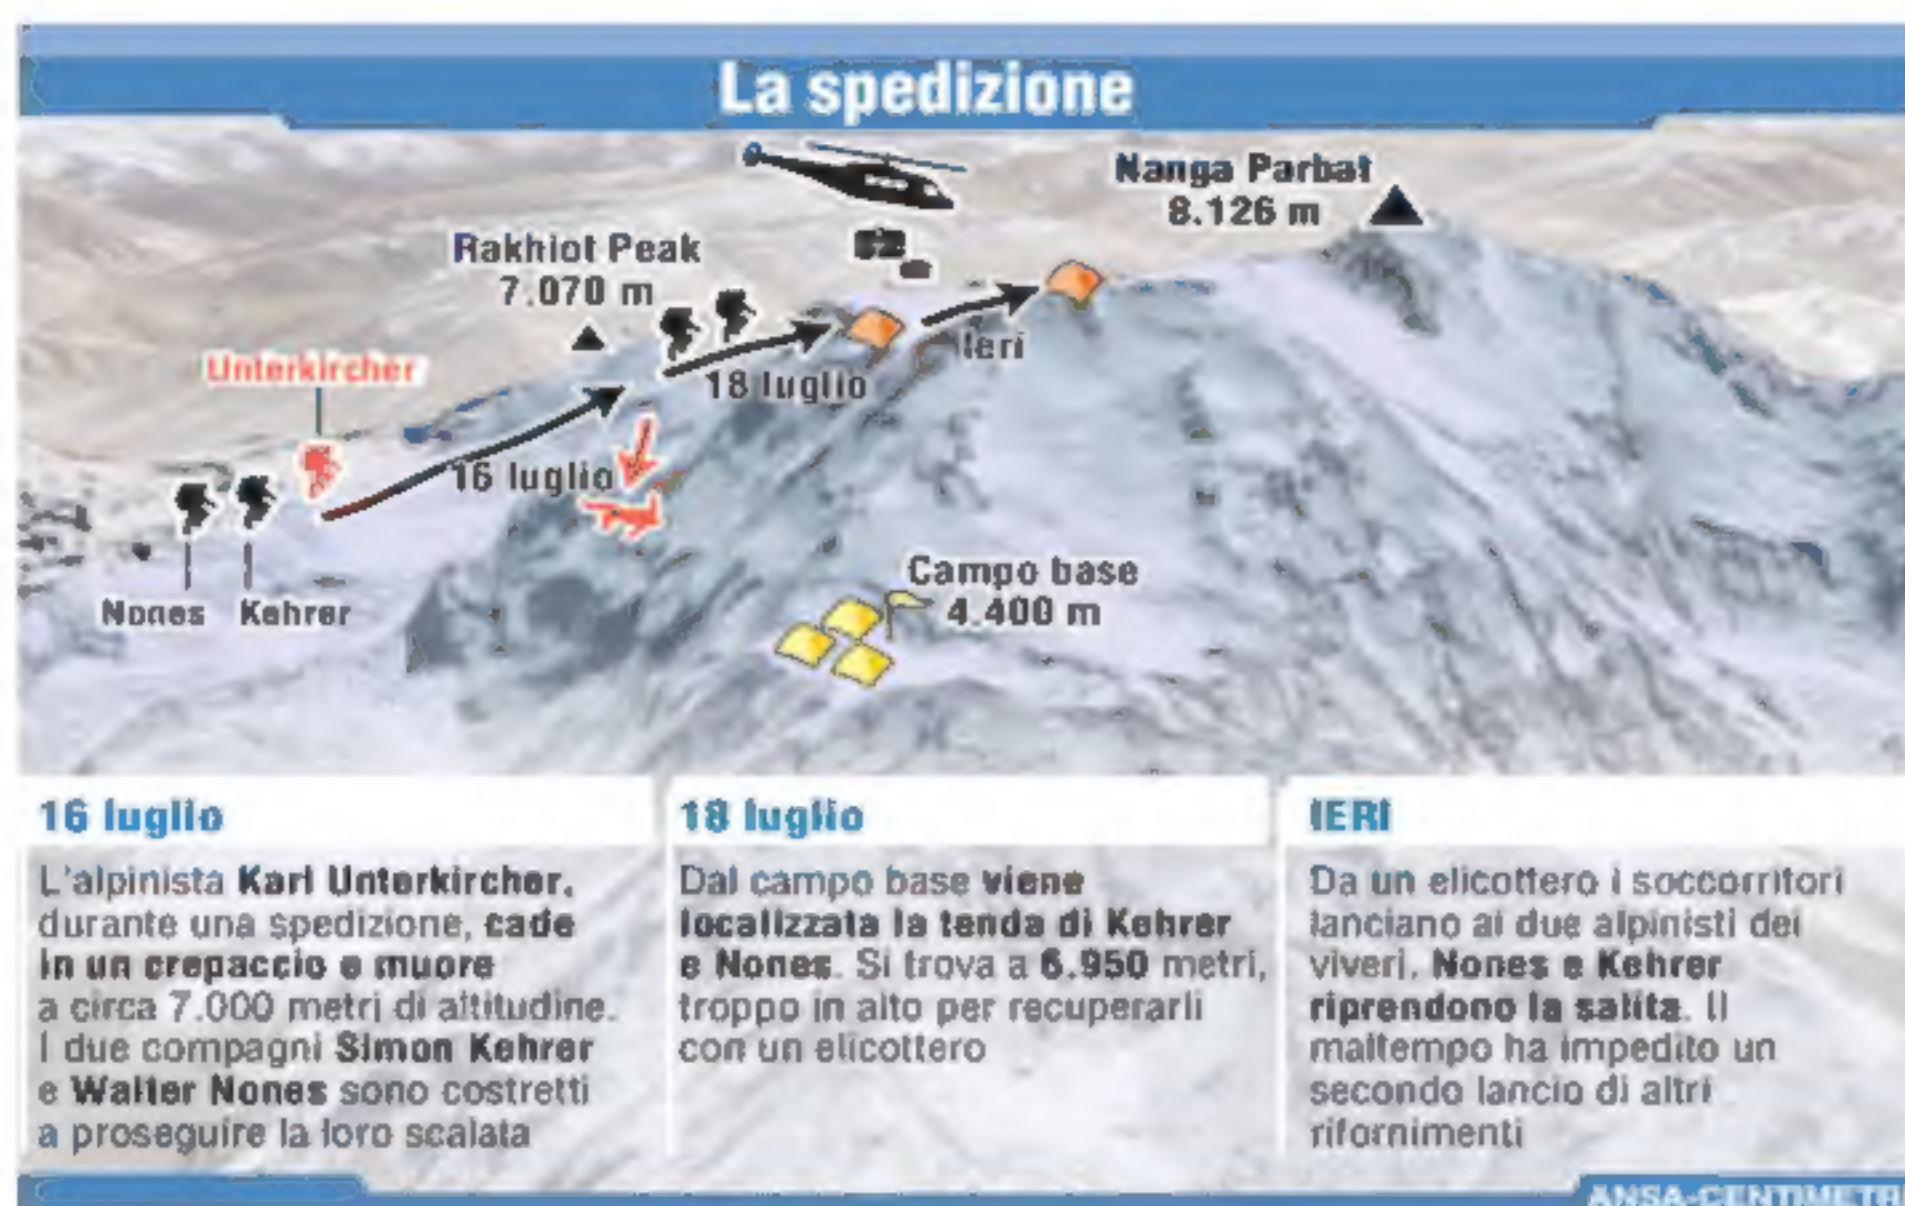 La spedizione
Nanga Parbat
8.126 m
Rakhiot Peak
7.070 m
Unterkircher
Ieri
18 luglio
16 luglio
Nones
Kehrer
Campo base
4.400 m
16 luglio
L'alpinista Karl Unterkircher,
durante una spedizione, cade
in un crepaccio e muore
a circa 7.000 metri di altitudine.
I due compagni Simon Kehrer
e Walter Nones sono costretti
a proseguire la loro scalata
18 luglio
Dal campo base viene
localizzata la tenda di Kehrer
e Nones. Si trova a 6.950 metri,
troppo in alto per recuperarli
con un elicottero
IERI
Da un elicottero i soccorritori
lanciano ai due alpinisti dei
viveri. Nones e Kehrer
riprendono la salita. Il
maltempo ha impedito un
secondo lancio di altri
rifornimenti
ANSA-CENTIMETRI